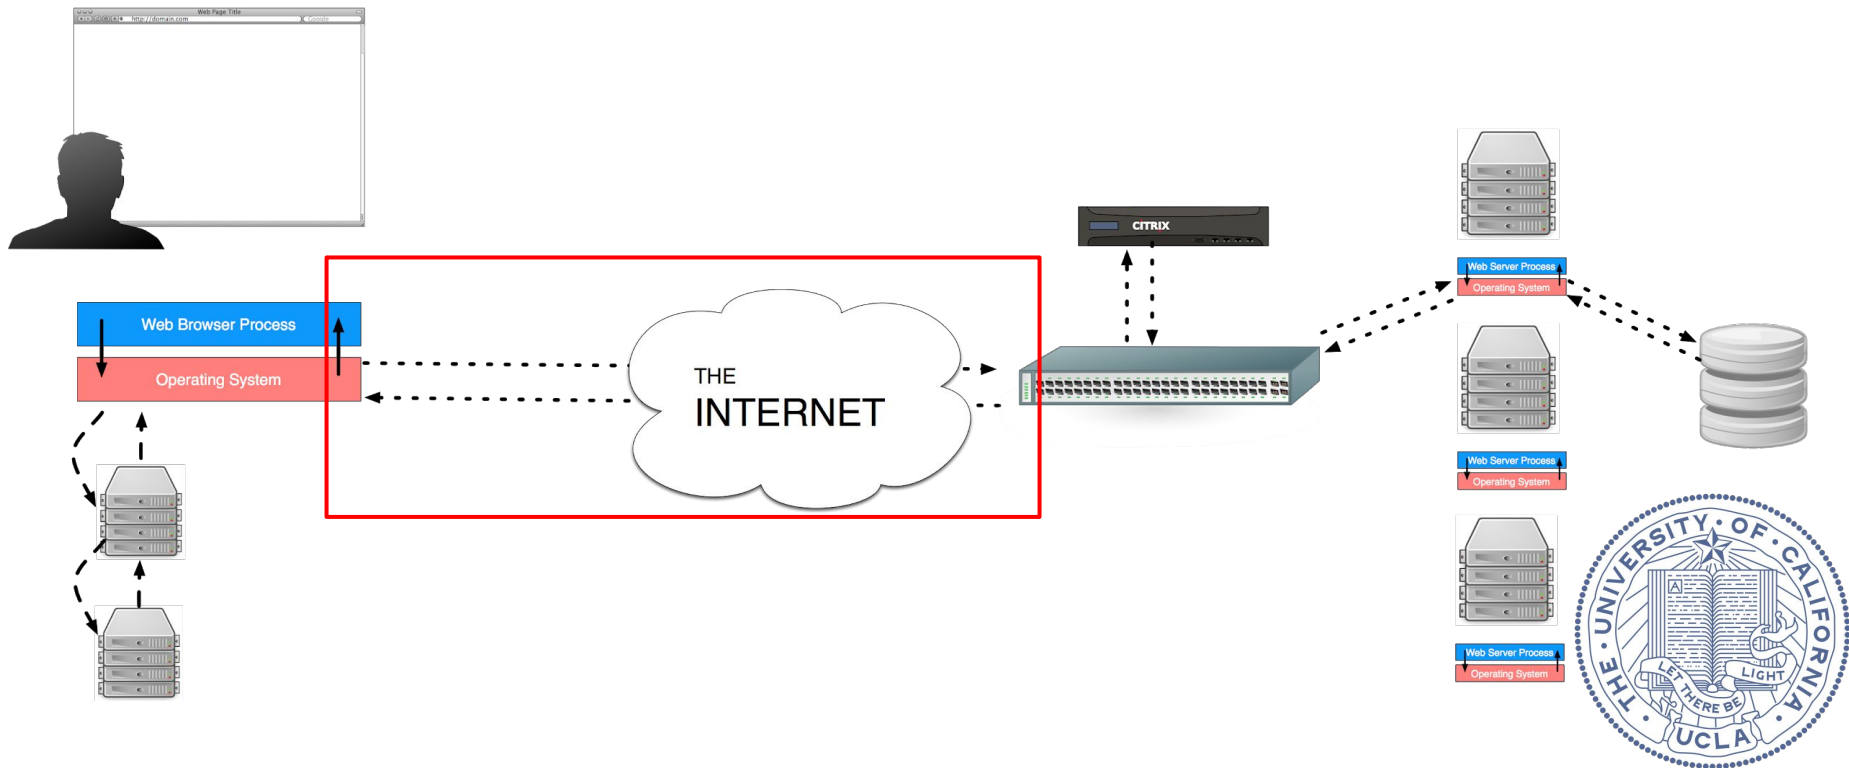 Web Page Title
http://domain.com
Google
Web Browser Process
Operating System
THE
INTERNET
CITRIX
Web Server Process
Operating System
Web Server Process
Operating System
Web Server Process
Operating System
THE · UNIVERSITY · OF · CALIFORNIA ·
A
LET THERE BE LIGHT
UCLA